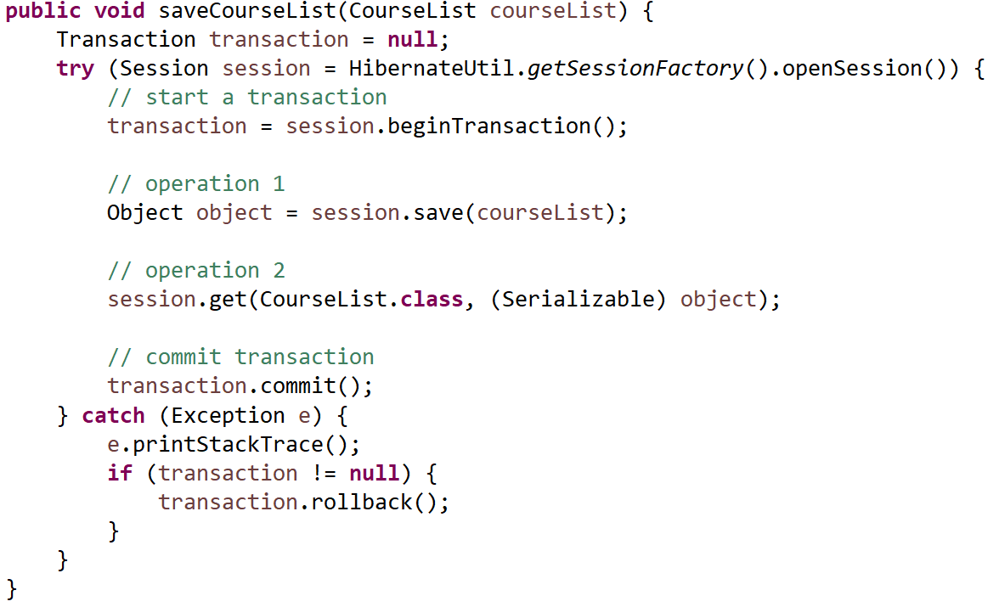 public void saveCourseList(CourseList courseList) {
    Transaction transaction = null;
    try (Session session = HibernateUtil.getSessionFactory().openSession()) {
        // start a transaction
        transaction = session.beginTransaction();

        // operation 1
        Object object = session.save(courseList);

        // operation 2
        session.get(CourseList.class, (Serializable) object);

        // commit transaction
        transaction.commit();
    } catch (Exception e) {
        e.printStackTrace();
        if (transaction != null) {
            transaction.rollback();
        }
    }
}